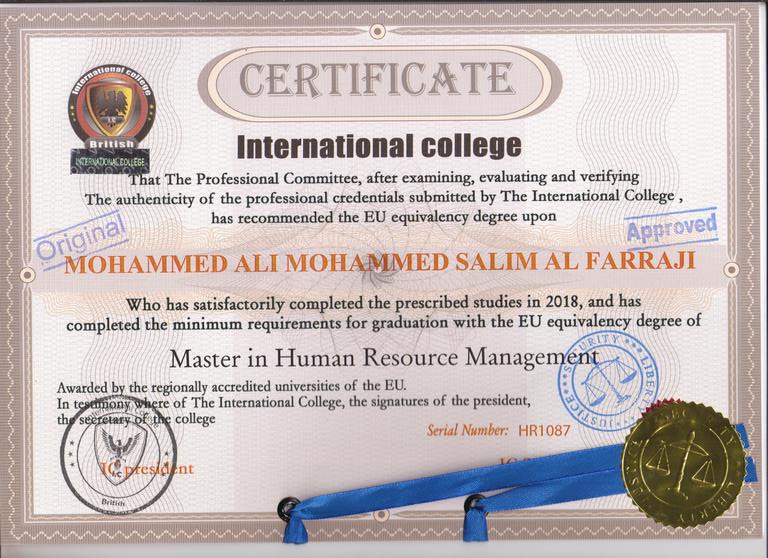 CERTIFICATE
International college
British
INTERNATIONAL COLLEGE
International college
That The Professional Committee, after examining, evaluating and verifying
The authenticity of the professional credentials submitted by The International College ,
has recommended the EU equivalency degree upon
Original
Approved
MOHAMMED ALI MOHAMMED SALIM AL FARRAJI
Who has satisfactorily completed the prescribed studies in 2018, and has
completed the minimum requirements for graduation with the EU equivalency degree of
Master in Human Resource Management
SECURITY LIBERTY JUSTICE
Awarded by the regionally accredited universities of the EU.
In testimony where of The International College, the signatures of the president,
the secretary of the college
Serial Number: HR1087
IC president
British
JUSTICE LIBERTY